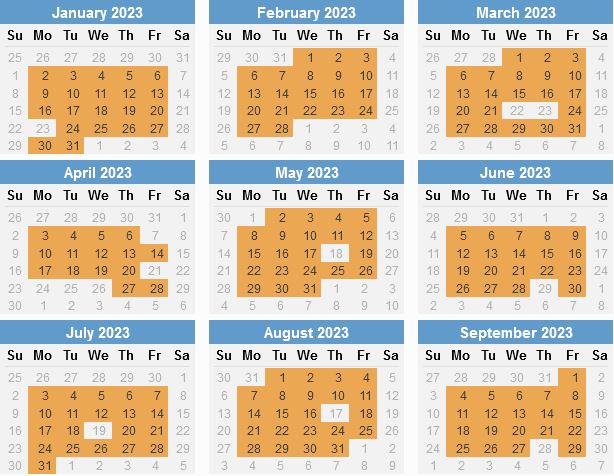 January 2023
Su Mo Tu We Th Fr Sa
25 26 27 28 29 30 31
1 2 3 4 5 6 7
8 9 10 11 12 13 14
15 16 17 18 19 20 21
22 23 24 25 26 27 28
29 30 31 1 2 3 4
February 2023
Su Mo Tu We Th Fr Sa
29 30 31 1 2 3 4
5 6 7 8 9 10 11
12 13 14 15 16 17 18
19 20 21 22 23 24 25
26 27 28 1 2 3 4
5 6 7 8 9 10 11
March 2023
Su Mo Tu We Th Fr Sa
26 27 28 1 2 3 4
5 6 7 8 9 10 11
12 13 14 15 16 17 18
19 20 21 22 23 24 25
26 27 28 29 30 31 1
2 3 4 5 6 7 8
April 2023
Su Mo Tu We Th Fr Sa
26 27 28 29 30 31 1
2 3 4 5 6 7 8
9 10 11 12 13 14 15
16 17 18 19 20 21 22
23 24 25 26 27 28 29
30 1 2 3 4 5 6
May 2023
Su Mo Tu We Th Fr Sa
30 1 2 3 4 5 6
7 8 9 10 11 12 13
14 15 16 17 18 19 20
21 22 23 24 25 26 27
28 29 30 31 1 2 3
4 5 6 7 8 9 10
June 2023
Su Mo Tu We Th Fr Sa
28 29 30 31 1 2 3
4 5 6 7 8 9 10
11 12 13 14 15 16 17
18 19 20 21 22 23 24
25 26 27 28 29 30 1
2 3 4 5 6 7 8
July 2023
Su Mo Tu We Th Fr Sa
25 26 27 28 29 30 1
2 3 4 5 6 7 8
9 10 11 12 13 14 15
16 17 18 19 20 21 22
23 24 25 26 27 28 29
30 31 1 2 3 4 5
August 2023
Su Mo Tu We Th Fr Sa
30 31 1 2 3 4 5
6 7 8 9 10 11 12
13 14 15 16 17 18 19
20 21 22 23 24 25 26
27 28 29 30 31 1 2
3 4 5 6 7 8 9
September 2023
Su Mo Tu We Th Fr Sa
27 28 29 30 31 1 2
3 4 5 6 7 8 9
10 11 12 13 14 15 16
17 18 19 20 21 22 23
24 25 26 27 28 29 30
1 2 3 4 5 6 7